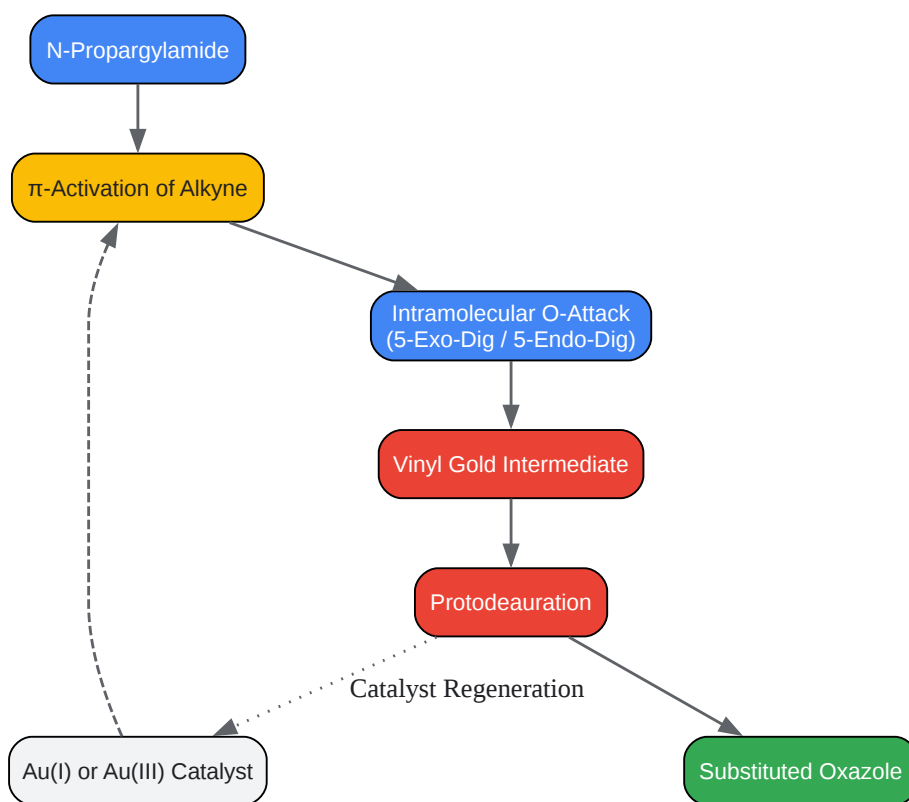 N-Propargylamide
π-Activation of Alkyne
Intramolecular O-Attack
(5-Exo-Dig / 5-Endo-Dig)
Vinyl Gold Intermediate
Protodeauration
Catalyst Regeneration
Au(I) or Au(III) Catalyst
Substituted Oxazole